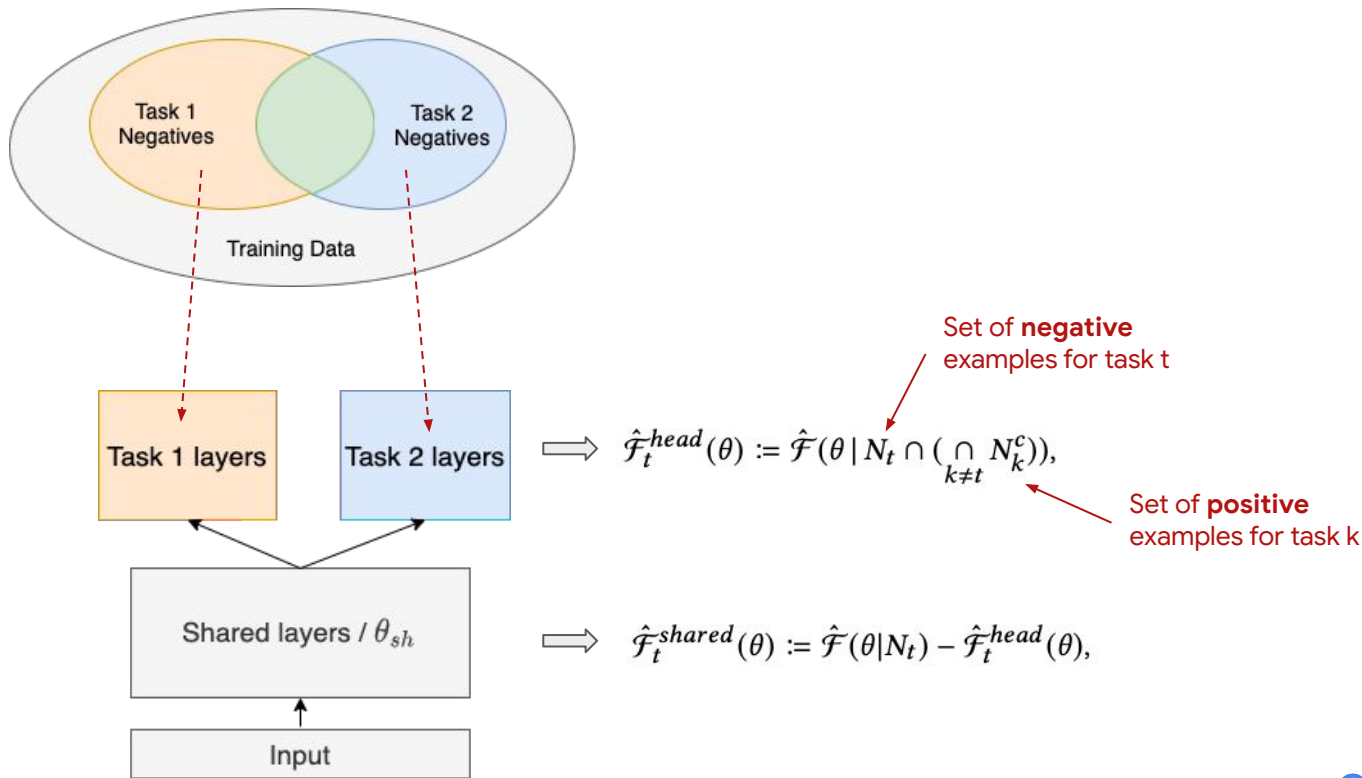 Task 1
Negatives
Task 2
Negatives
Training Data
Set of negative
examples for task t
Task 1 layers
Task 2 layers
$\hat{\mathcal{F}}_t^{head}(\theta) := \hat{\mathcal{F}}(\theta \mid N_t \cap (\underset{k \neq t}{\cap} N_k^c)),$
Set of positive
examples for task k
Shared layers / $\theta_{sh}$
$\hat{\mathcal{F}}_t^{shared}(\theta) := \hat{\mathcal{F}}(\theta | N_t) - \hat{\mathcal{F}}_t^{head}(\theta),$
Input